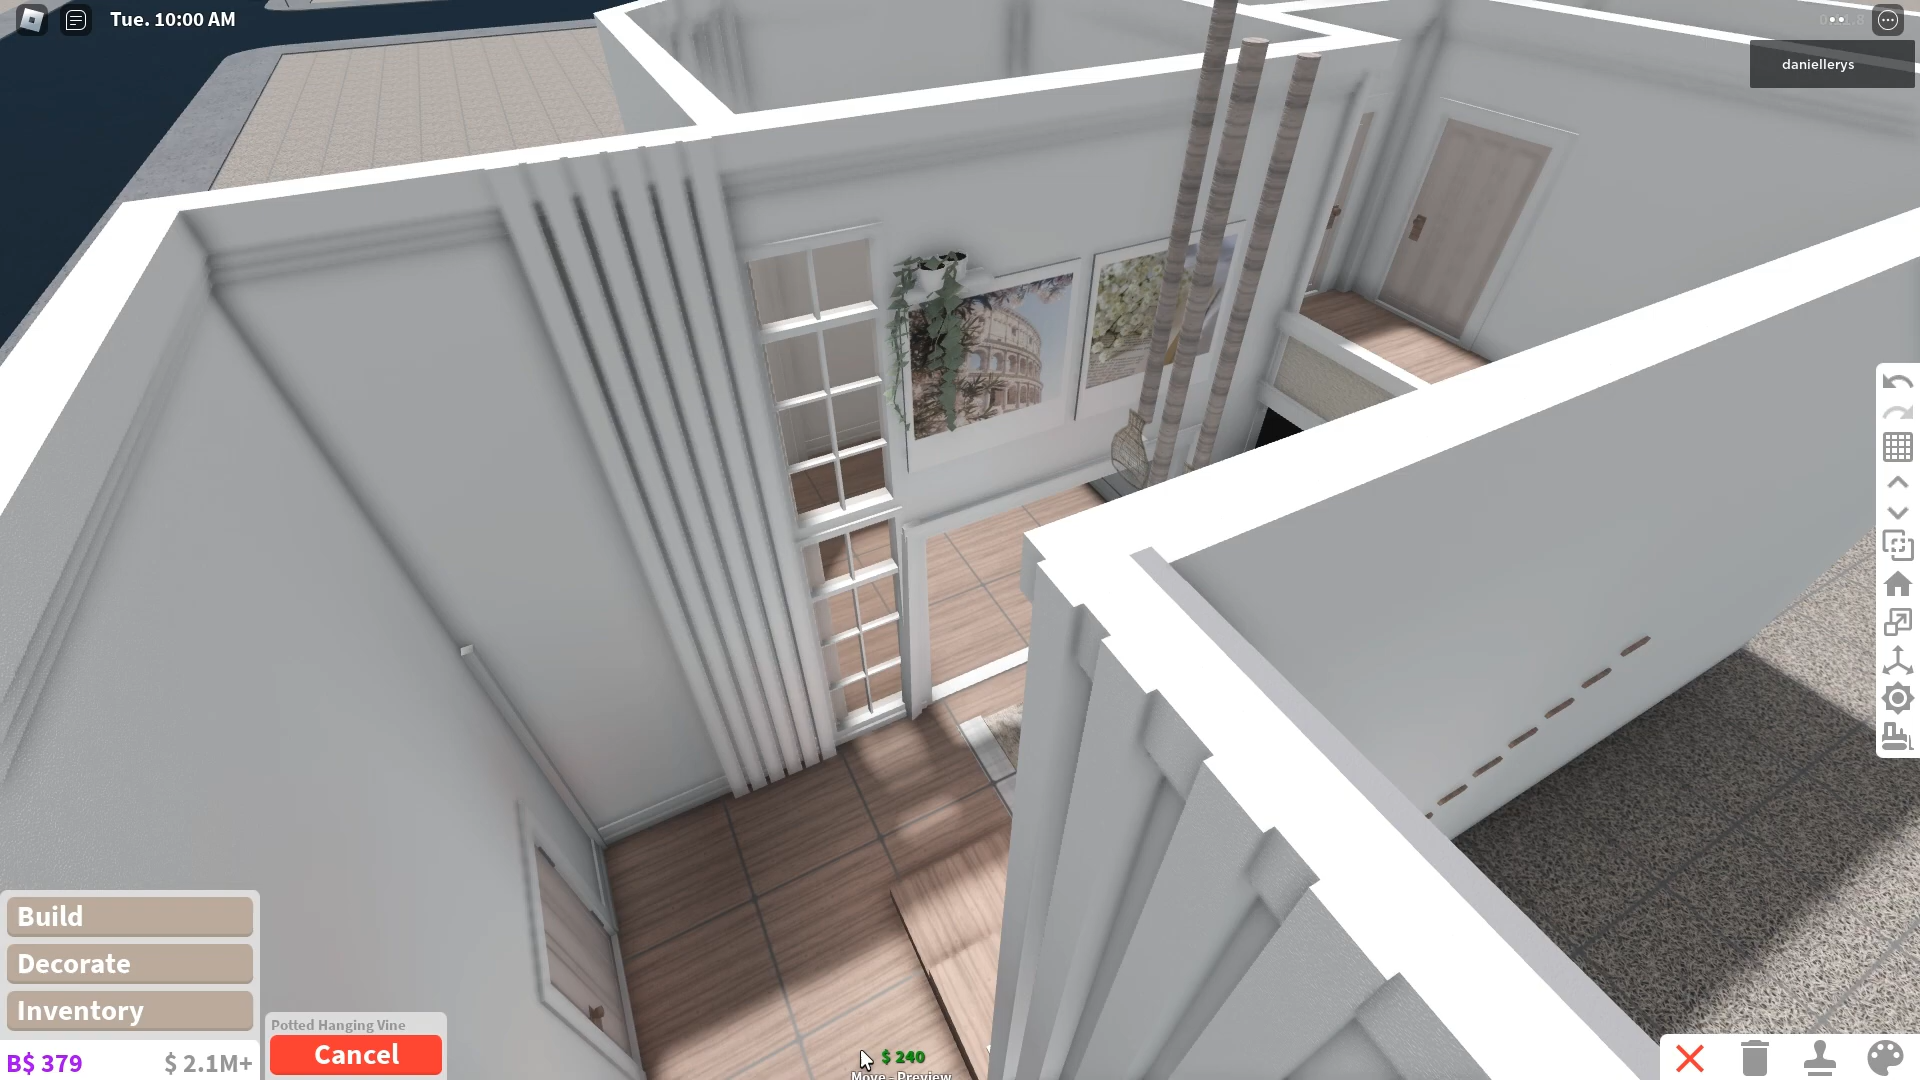 Tue. 10:00 AM
daniellerys
Build
Decorate
Inventory
Potted Hanging Vine
Cancel
B$ 379
$ 2.1M+
$ 240
Move - Preview